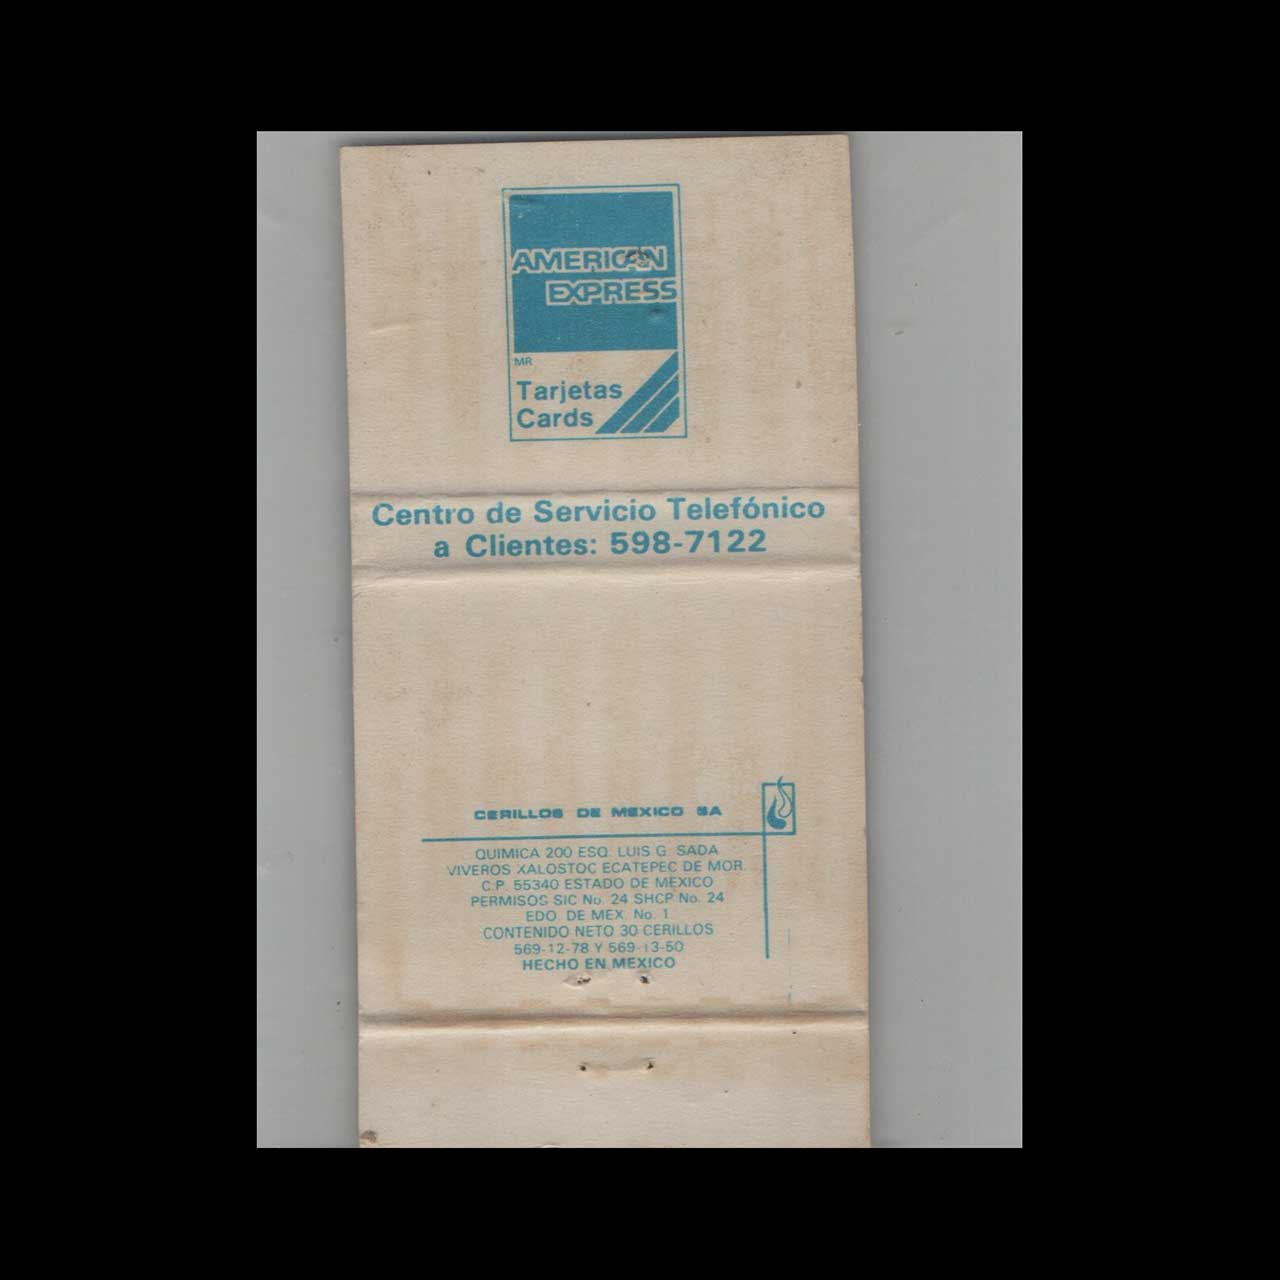 AMERICAN
EXPRESS
MR
Tarjetas
Cards
Centro de Servicio Telefónico
a Clientes: 598-7122
CERILLOS DE MEXICO SA
QUIMICA 200 ESQ. LUIS G. SADA
VIVEROS XALOSTOC ECATEPEC DE MOR.
C.P. 55340 ESTADO DE MEXICO
PERMISOS SIC No. 24 SHCP No. 24
EDO. DE MEX. No. 1
CONTENIDO NETO 30 CERILLOS
569-12-78 Y 569-13-50
HECHO EN MEXICO